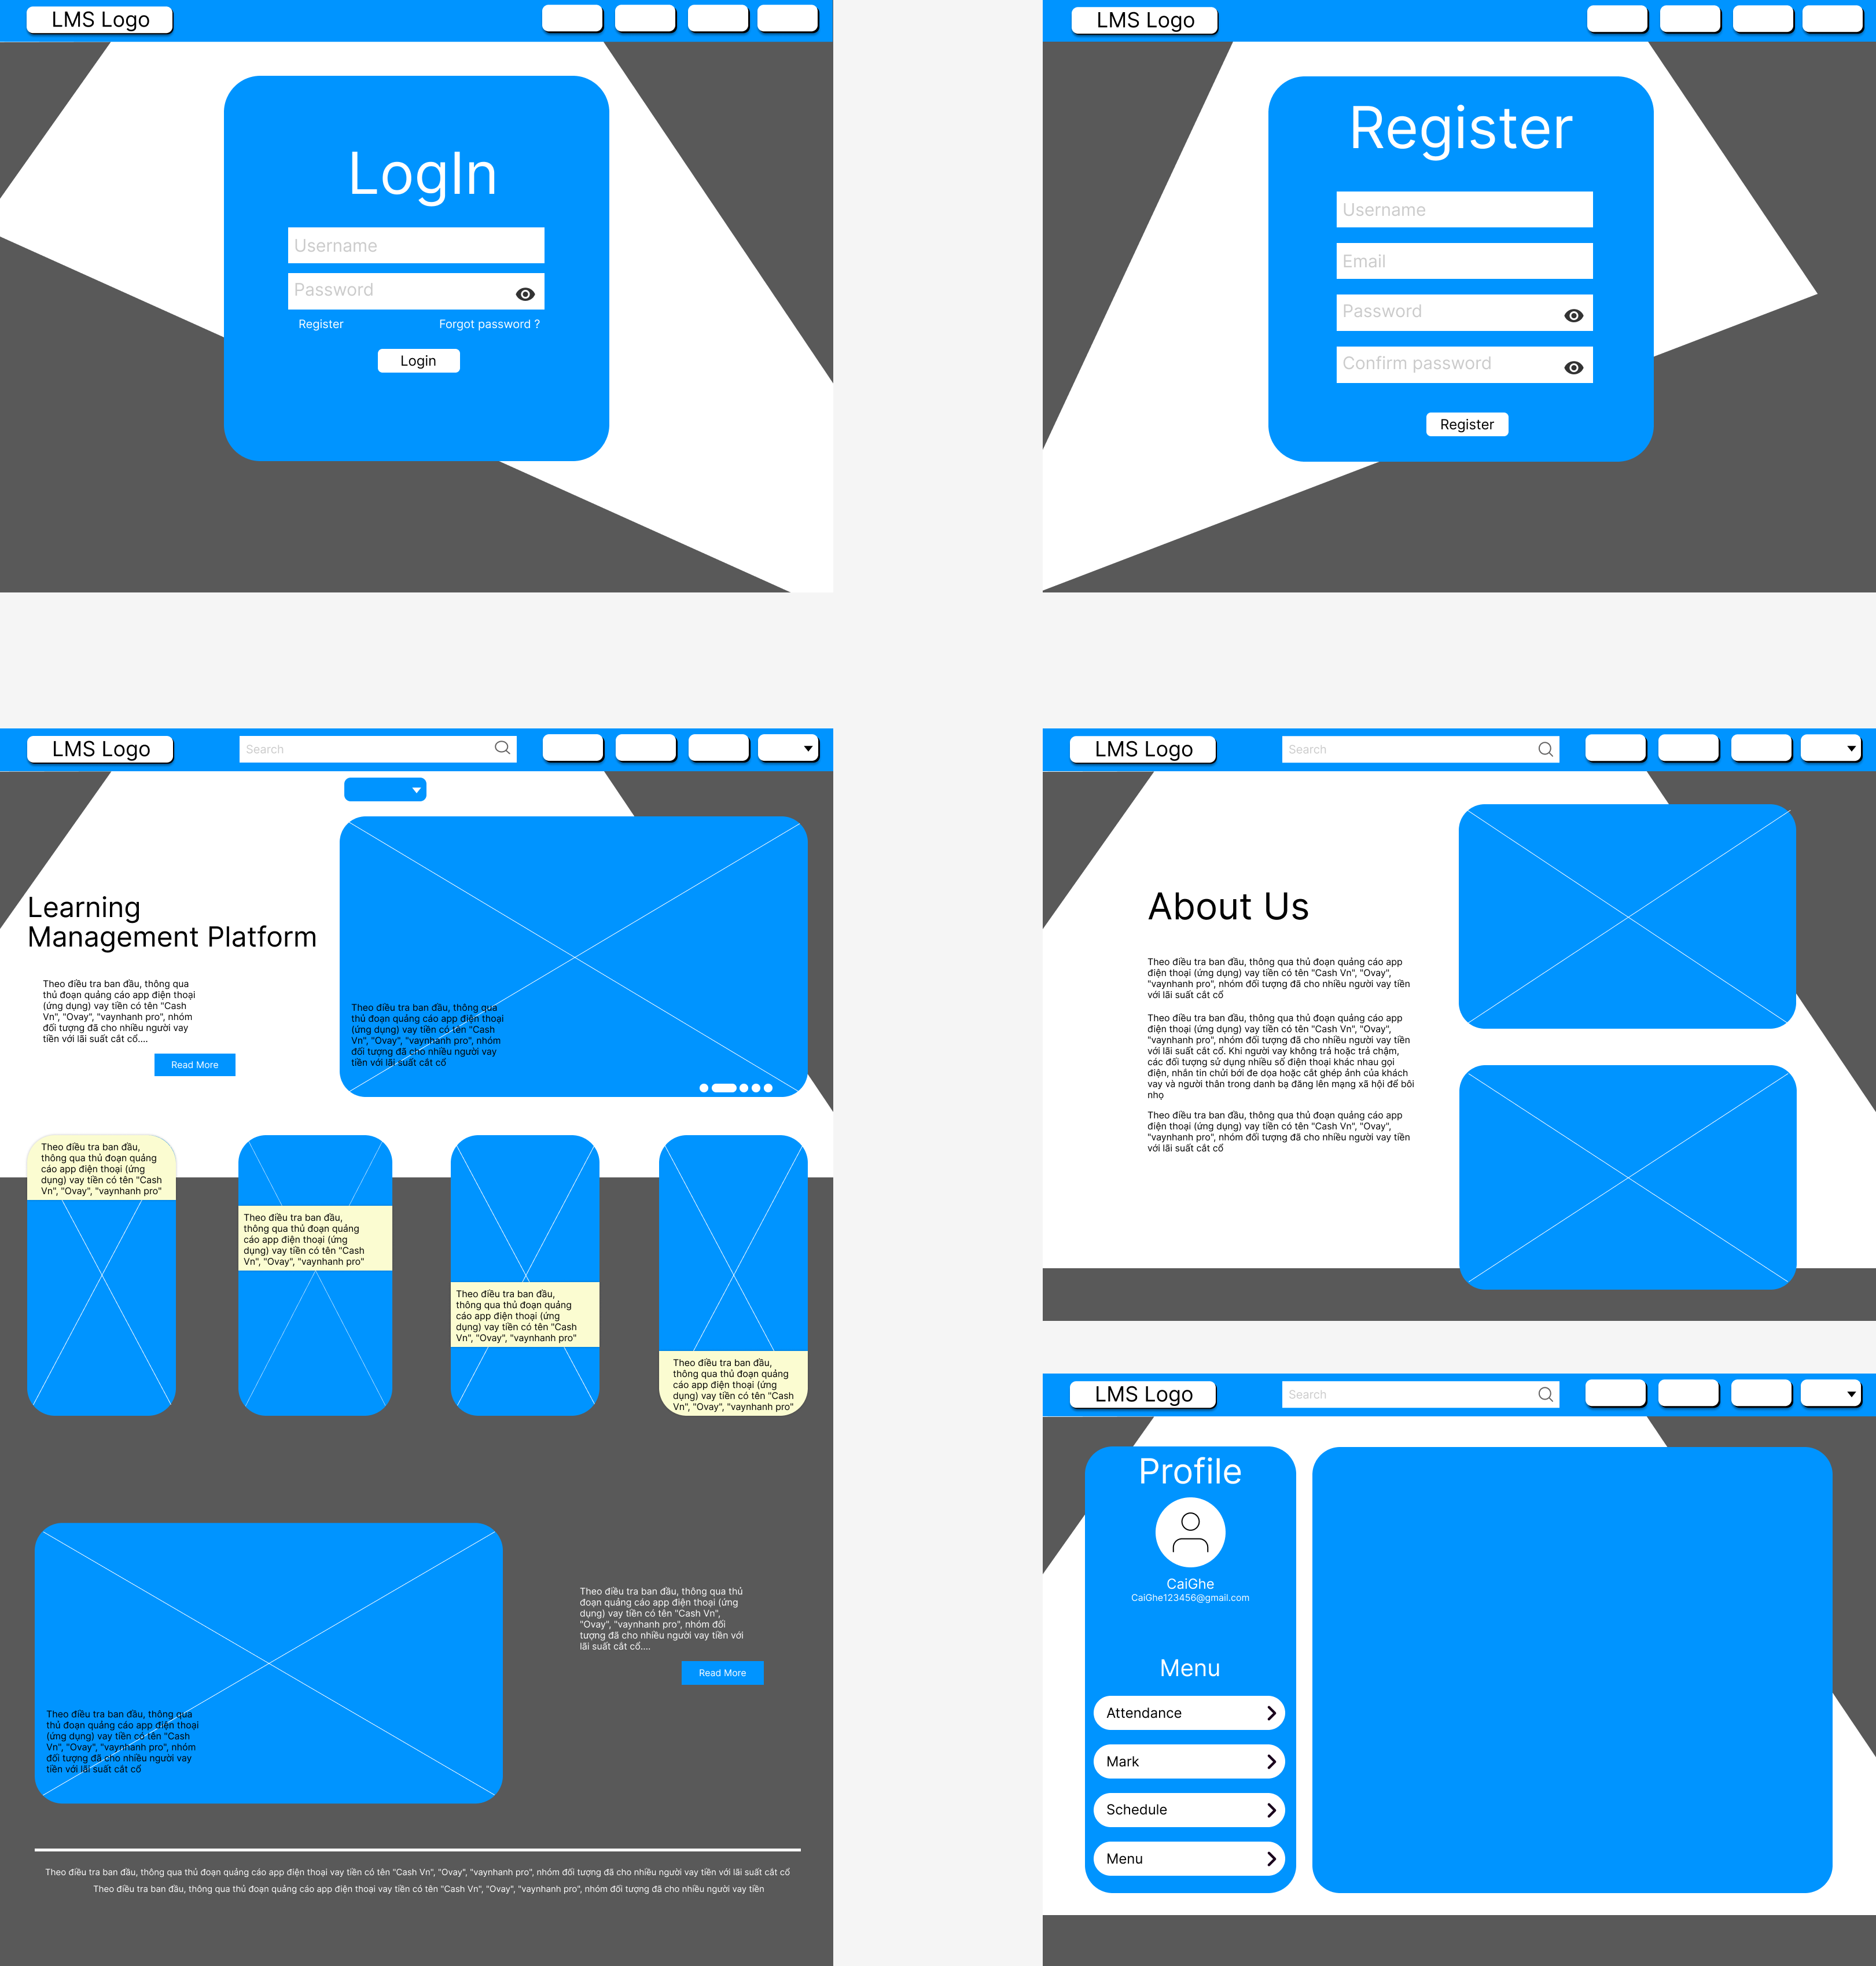 LMS Logo
LogIn
Username
Password
Register
Forgot password ?
Login
LMS Logo
Register
Username
Email
Password
Confirm password
Register
LMS Logo
Search
Learning
Management Platform
Theo điều tra ban đầu, thông qua
thủ đoạn quảng cáo app điện thoại
(ứng dụng) vay tiền có tên "Cash
Vn", "Ovay", "vaynhanh pro", nhóm
đối tượng đã cho nhiều người vay
tiền với lãi suất cắt cổ....
Read More
Theo điều tra ban đầu, thông qua
thủ đoạn quảng cáo app điện thoại
(ứng dụng) vay tiền có tên "Cash
Vn", "Ovay", "vaynhanh pro", nhóm
đối tượng đã cho nhiều người vay
tiền với lãi suất cắt cổ
Theo điều tra ban đầu,
thông qua thủ đoạn quảng
cáo app điện thoại (ứng
dụng) vay tiền có tên "Cash
Vn", "Ovay", "vaynhanh pro"
Theo điều tra ban đầu,
thông qua thủ đoạn quảng
cáo app điện thoại (ứng
dụng) vay tiền có tên "Cash
Vn", "Ovay", "vaynhanh pro"
Theo điều tra ban đầu,
thông qua thủ đoạn quảng
cáo app điện thoại (ứng
dụng) vay tiền có tên "Cash
Vn", "Ovay", "vaynhanh pro"
Theo điều tra ban đầu,
thông qua thủ đoạn quảng
cáo app điện thoại (ứng
dụng) vay tiền có tên "Cash
Vn", "Ovay", "vaynhanh pro"
Theo điều tra ban đầu, thông qua
thủ đoạn quảng cáo app điện thoại
(ứng dụng) vay tiền có tên "Cash
Vn", "Ovay", "vaynhanh pro", nhóm
đối tượng đã cho nhiều người vay
tiền với lãi suất cắt cổ
Theo điều tra ban đầu, thông qua thủ
đoạn quảng cáo app điện thoại (ứng
dụng) vay tiền có tên "Cash Vn",
"Ovay", "vaynhanh pro", nhóm đối
tượng đã cho nhiều người vay tiền với
lãi suất cắt cổ....
Read More
Theo điều tra ban đầu, thông qua thủ đoạn quảng cáo app điện thoại vay tiền có tên "Cash Vn", "Ovay", "vaynhanh pro", nhóm đối tượng đã cho nhiều người vay tiền với lãi suất cắt cổ
Theo điều tra ban đầu, thông qua thủ đoạn quảng cáo app điện thoại vay tiền có tên "Cash Vn", "Ovay", "vaynhanh pro", nhóm đối tượng đã cho nhiều người vay tiền
LMS Logo
Search
About Us
Theo điều tra ban đầu, thông qua thủ đoạn quảng cáo app
điện thoại (ứng dụng) vay tiền có tên "Cash Vn", "Ovay",
"vaynhanh pro", nhóm đối tượng đã cho nhiều người vay tiền
với lãi suất cắt cổ
Theo điều tra ban đầu, thông qua thủ đoạn quảng cáo app
điện thoại (ứng dụng) vay tiền có tên "Cash Vn", "Ovay",
"vaynhanh pro", nhóm đối tượng đã cho nhiều người vay tiền
với lãi suất cắt cổ. Khi người vay không trả hoặc trả chậm,
các đối tượng sử dụng nhiều số điện thoại khác nhau gọi
điện, nhắn tin chửi bới đe dọa hoặc cắt ghép ảnh của khách
vay và người thân trong danh bạ đăng lên mạng xã hội để bôi
nhọ
Theo điều tra ban đầu, thông qua thủ đoạn quảng cáo app
điện thoại (ứng dụng) vay tiền có tên "Cash Vn", "Ovay",
"vaynhanh pro", nhóm đối tượng đã cho nhiều người vay tiền
với lãi suất cắt cổ
LMS Logo
Search
Profile
CaiGhe
CaiGhe123456@gmail.com
Menu
Attendance
Mark
Schedule
Menu